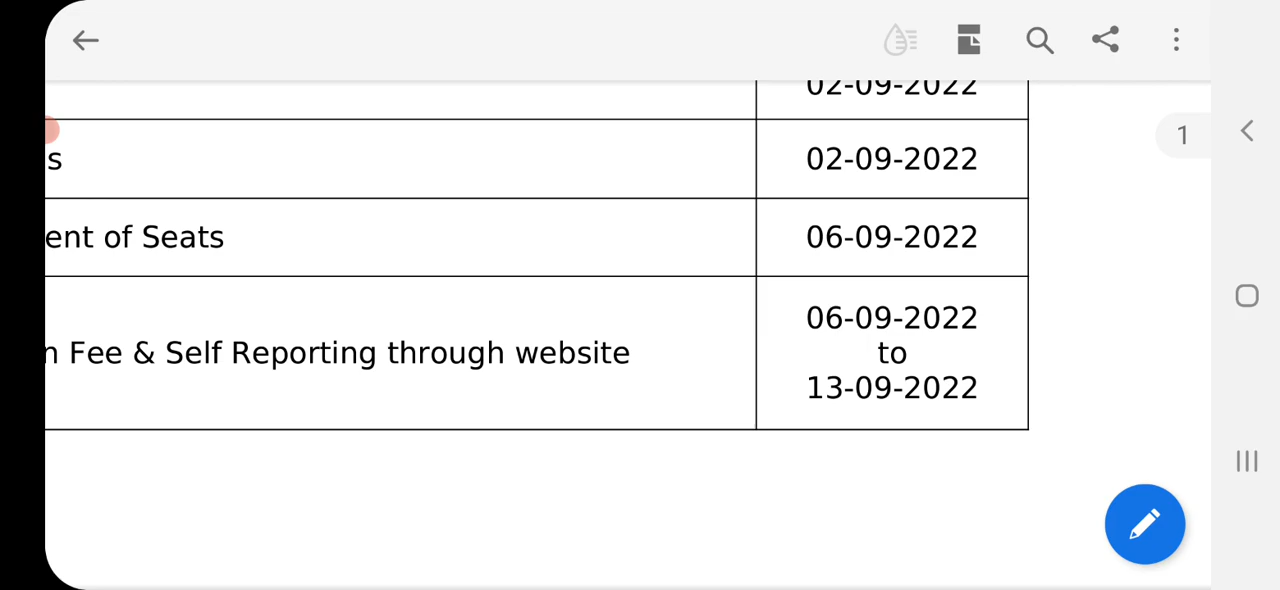 02-09-2022
s
02-09-2022
ent of Seats
06-09-2022
n Fee & Self Reporting through website
06-09-2022
to
13-09-2022
1